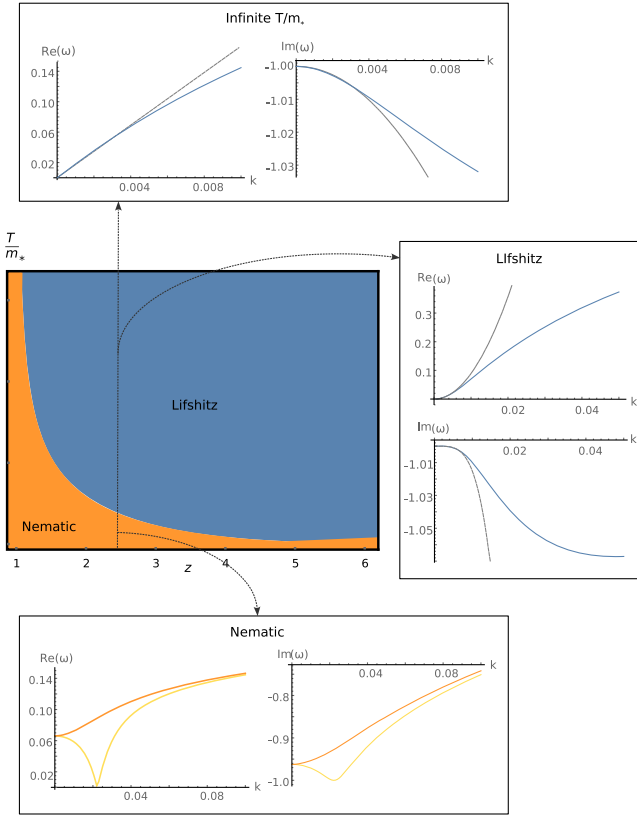 Infinite T/m*
Re(ω)
0.14
0.10
0.06
0.02
0.004
0.008
k
Im(ω)
-1.00
-1.01
-1.02
-1.03
0.004
0.008
k
T/m*
Lifshitz
Nematic
1
2
3
4
5
6
z
LIfshitz
Re(ω)
0.3
0.2
0.1
0
0.02
0.04
k
Im(ω)
-1.01
-1.03
-1.05
0.02
0.04
k
Nematic
Re(ω)
0.14
0.10
0.06
0.02
0.04
0.08
k
Im(ω)
-0.8
-0.9
-1.0
0.04
0.08
k